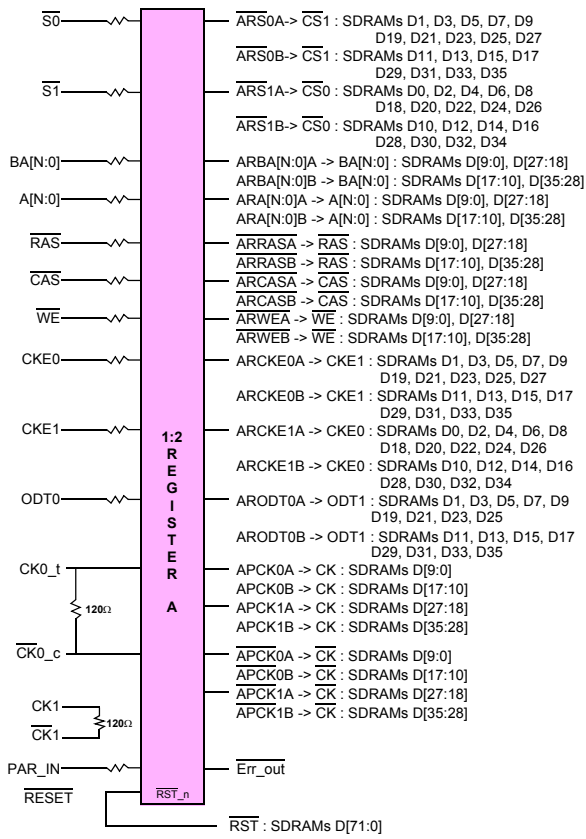 S0
ARS0A-> CS1 : SDRAMs D1, D3, D5, D7, D9
D19, D21, D23, D25, D27
ARS0B-> CS1 : SDRAMs D11, D13, D15, D17
D29, D31, D33, D35
S1
ARS1A-> CS0 : SDRAMs D0, D2, D4, D6, D8
D18, D20, D22, D24, D26
ARS1B-> CS0 : SDRAMs D10, D12, D14, D16
D28, D30, D32, D34
BA[N:0]
ARBA[N:0]A -> BA[N:0] : SDRAMs D[9:0], D[27:18]
ARBA[N:0]B -> BA[N:0] : SDRAMs D[17:10], D[35:28]
A[N:0]
ARA[N:0]A -> A[N:0] : SDRAMs D[9:0], D[27:18]
ARA[N:0]B -> A[N:0] : SDRAMs D[17:10], D[35:28]
RAS
ARRASA -> RAS : SDRAMs D[9:0], D[27:18]
ARRASB -> RAS : SDRAMs D[17:10], D[35:28]
CAS
ARCASA -> CAS : SDRAMs D[9:0], D[27:18]
ARCASB -> CAS : SDRAMs D[17:10], D[35:28]
WE
ARWEA -> WE : SDRAMs D[9:0], D[27:18]
ARWEB -> WE : SDRAMs D[17:10], D[35:28]
CKE0
ARCKE0A -> CKE1 : SDRAMs D1, D3, D5, D7, D9
D19, D21, D23, D25, D27
ARCKE0B -> CKE1 : SDRAMs D11, D13, D15, D17
D29, D31, D33, D35
CKE1
ARCKE1A -> CKE0 : SDRAMs D0, D2, D4, D6, D8
D18, D20, D22, D24, D26
ARCKE1B -> CKE0 : SDRAMs D10, D12, D14, D16
D28, D30, D32, D34
1:2
R
E
G
I
S
T
E
R
A
ODT0
ARODT0A -> ODT1 : SDRAMs D1, D3, D5, D7, D9
D19, D21, D23, D25
ARODT0B -> ODT1 : SDRAMs D11, D13, D15, D17
D29, D31, D33, D35
CK0_t
120Ω
CK0_c
APCK0A -> CK : SDRAMs D[9:0]
APCK0B -> CK : SDRAMs D[17:10]
APCK1A -> CK : SDRAMs D[27:18]
APCK1B -> CK : SDRAMs D[35:28]
APCK0A -> CK : SDRAMs D[9:0]
APCK0B -> CK : SDRAMs D[17:10]
APCK1A -> CK : SDRAMs D[27:18]
APCK1B -> CK : SDRAMs D[35:28]
CK1
120Ω
CK1
PAR_IN
Err_out
RESET
RST_n
RST : SDRAMs D[71:0]